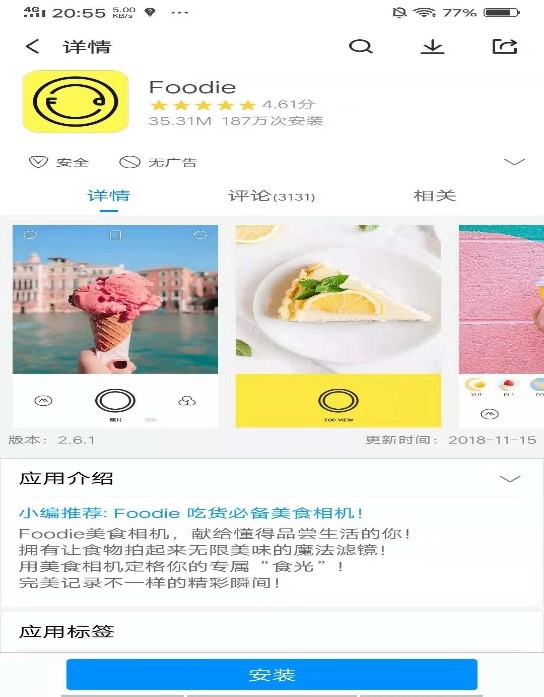 4G 20:55 5.00 KB/s 77%
详情
Foodie
4.61分
35.31M 187万次安装
安全 无广告
详情 评论(3131) 相关
TOP VIEW
版本: 2.6.1 更新时间: 2018-11-15
应用介绍
小编推荐: Foodie 吃货必备美食相机!
Foodie美食相机，献给懂得品尝生活的你!
拥有让食物拍起来无限美味的魔法滤镜!
用美食相机定格你的专属“食光”!
完美记录不一样的精彩瞬间!
应用标签
安装